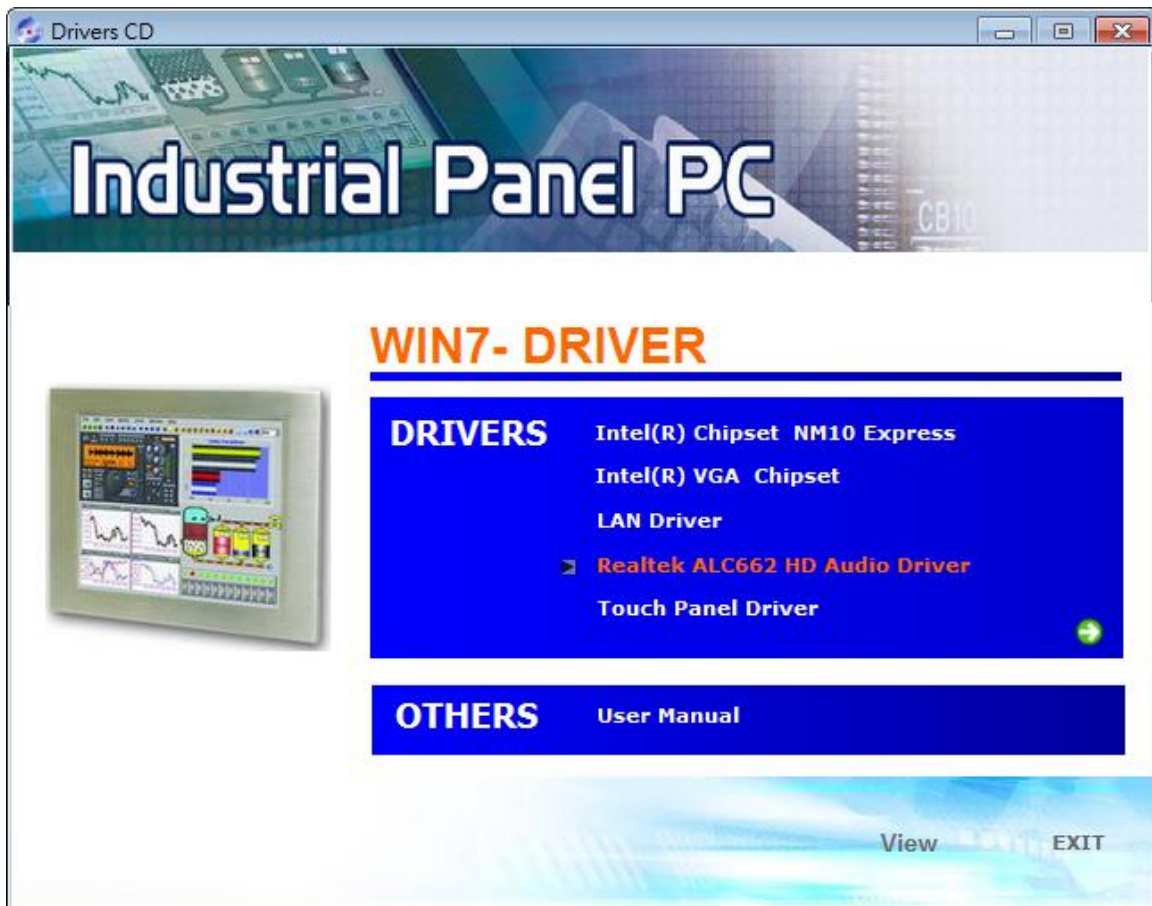 Drivers CD
Industrial Panel PC
CB10
WIN7- DRIVER
DRIVERS
Intel(R) Chipset  NM10 Express
Intel(R) VGA  Chipset
LAN Driver
Realtek ALC662 HD Audio Driver
Touch Panel Driver
OTHERS
User Manual
View
EXIT